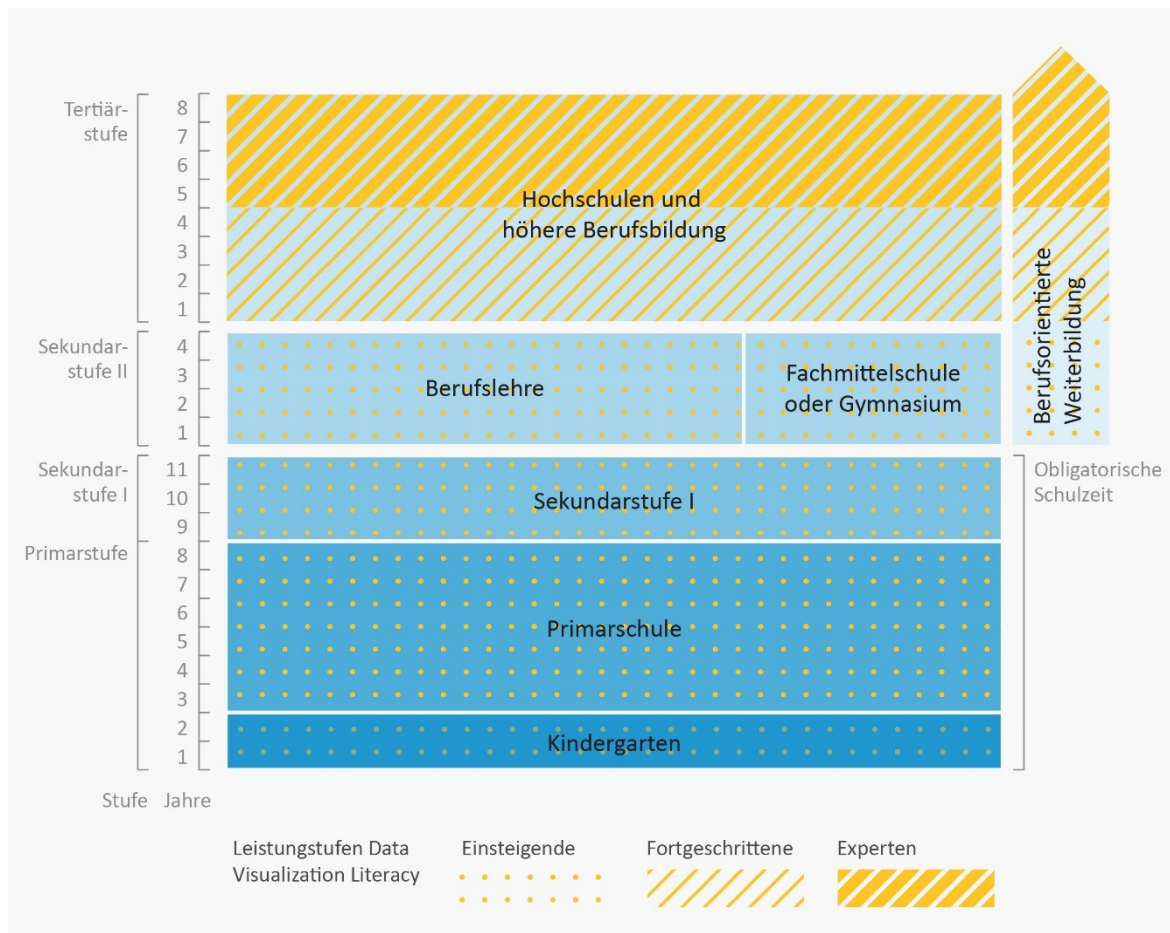 Tertiär-
stufe
8
7
6
5
4
3
2
1
Hochschulen und
höhere Berufsbildung
Berufsorientierte
Weiterbildung
Sekundar-
stufe II
4
3
2
1
Berufslehre
Fachmittelschule
oder Gymnasium
Sekundar-
stufe I
11
10
9
Sekundarstufe I
Obligatorische
Schulzeit
Primarstufe
8
7
6
5
4
3
2
1
Primarschule
Kindergarten
Stufe Jahre
Leistungstufen Data
Visualization Literacy
Einsteigende
Fortgeschrittene
Experten